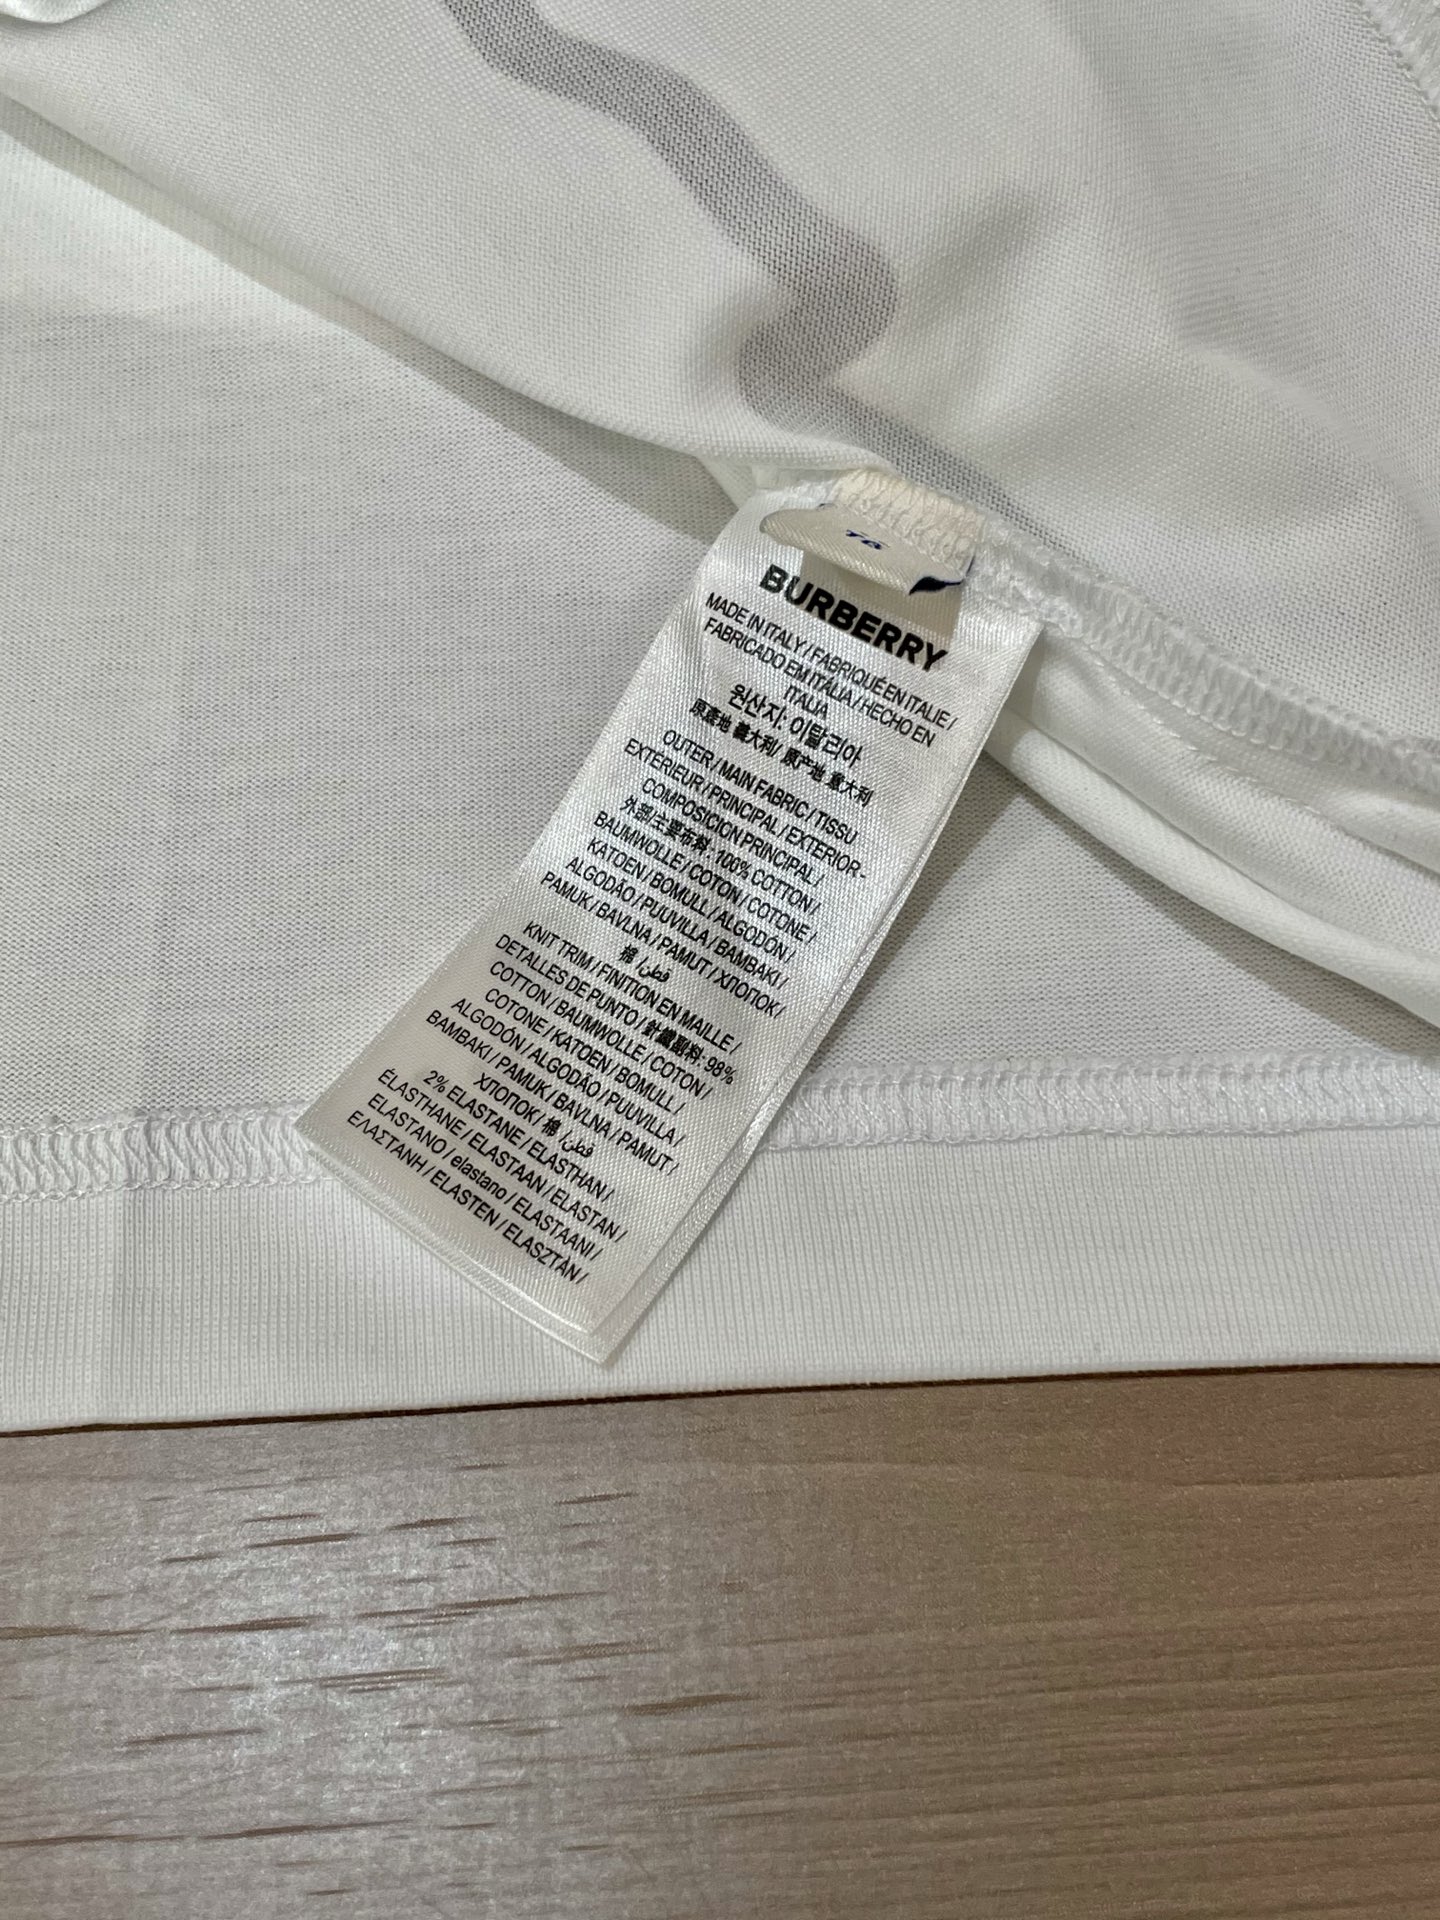 BURBERRY
MADE IN ITALY / FABRIQUÉ EN ITALIE /
FABRICADO EM ITÁLIA / HECHO EN
ITALIA
원산지: 이탈리아
原產地 義大利/ 原产地 意大利
OUTER / MAIN FABRIC / TISSU
EXTÉRIEUR / PRINCIPAL / EXTERIOR-
COMPOSICION PRINCIPAL /
外部/主要布料: 100% COTTON /
BAUMWOLLE / COTON / COTONE /
KATOEN / BOMULL / ALGODÓN /
ALGODÃO / PUUVILLA / BAMBAKI /
PAMUK / BAVLNA / PAMUT / ХЛОПОК /
棉 / قطن
KNIT TRIM / FINITION EN MAILLE /
DETALLES DE PUNTO / 針織副料: 98%
COTTON / BAUMWOLLE / COTON /
COTONE / KATOEN / BOMULL /
ALGODÓN / ALGODÃO / PUUVILLA /
BAMBAKI / PAMUK / BAVLNA / PAMUT /
ХЛОПОК / 棉 / قطن
2% ELASTANE / ELASTHAN /
ÉLASTHANE / ELASTAAN / ELASTAN /
ELASTANO / elastano / ELASTAANI /
ΕΛΑΣΤΑΝΗ / ELASTEN / ELASZTÁN /